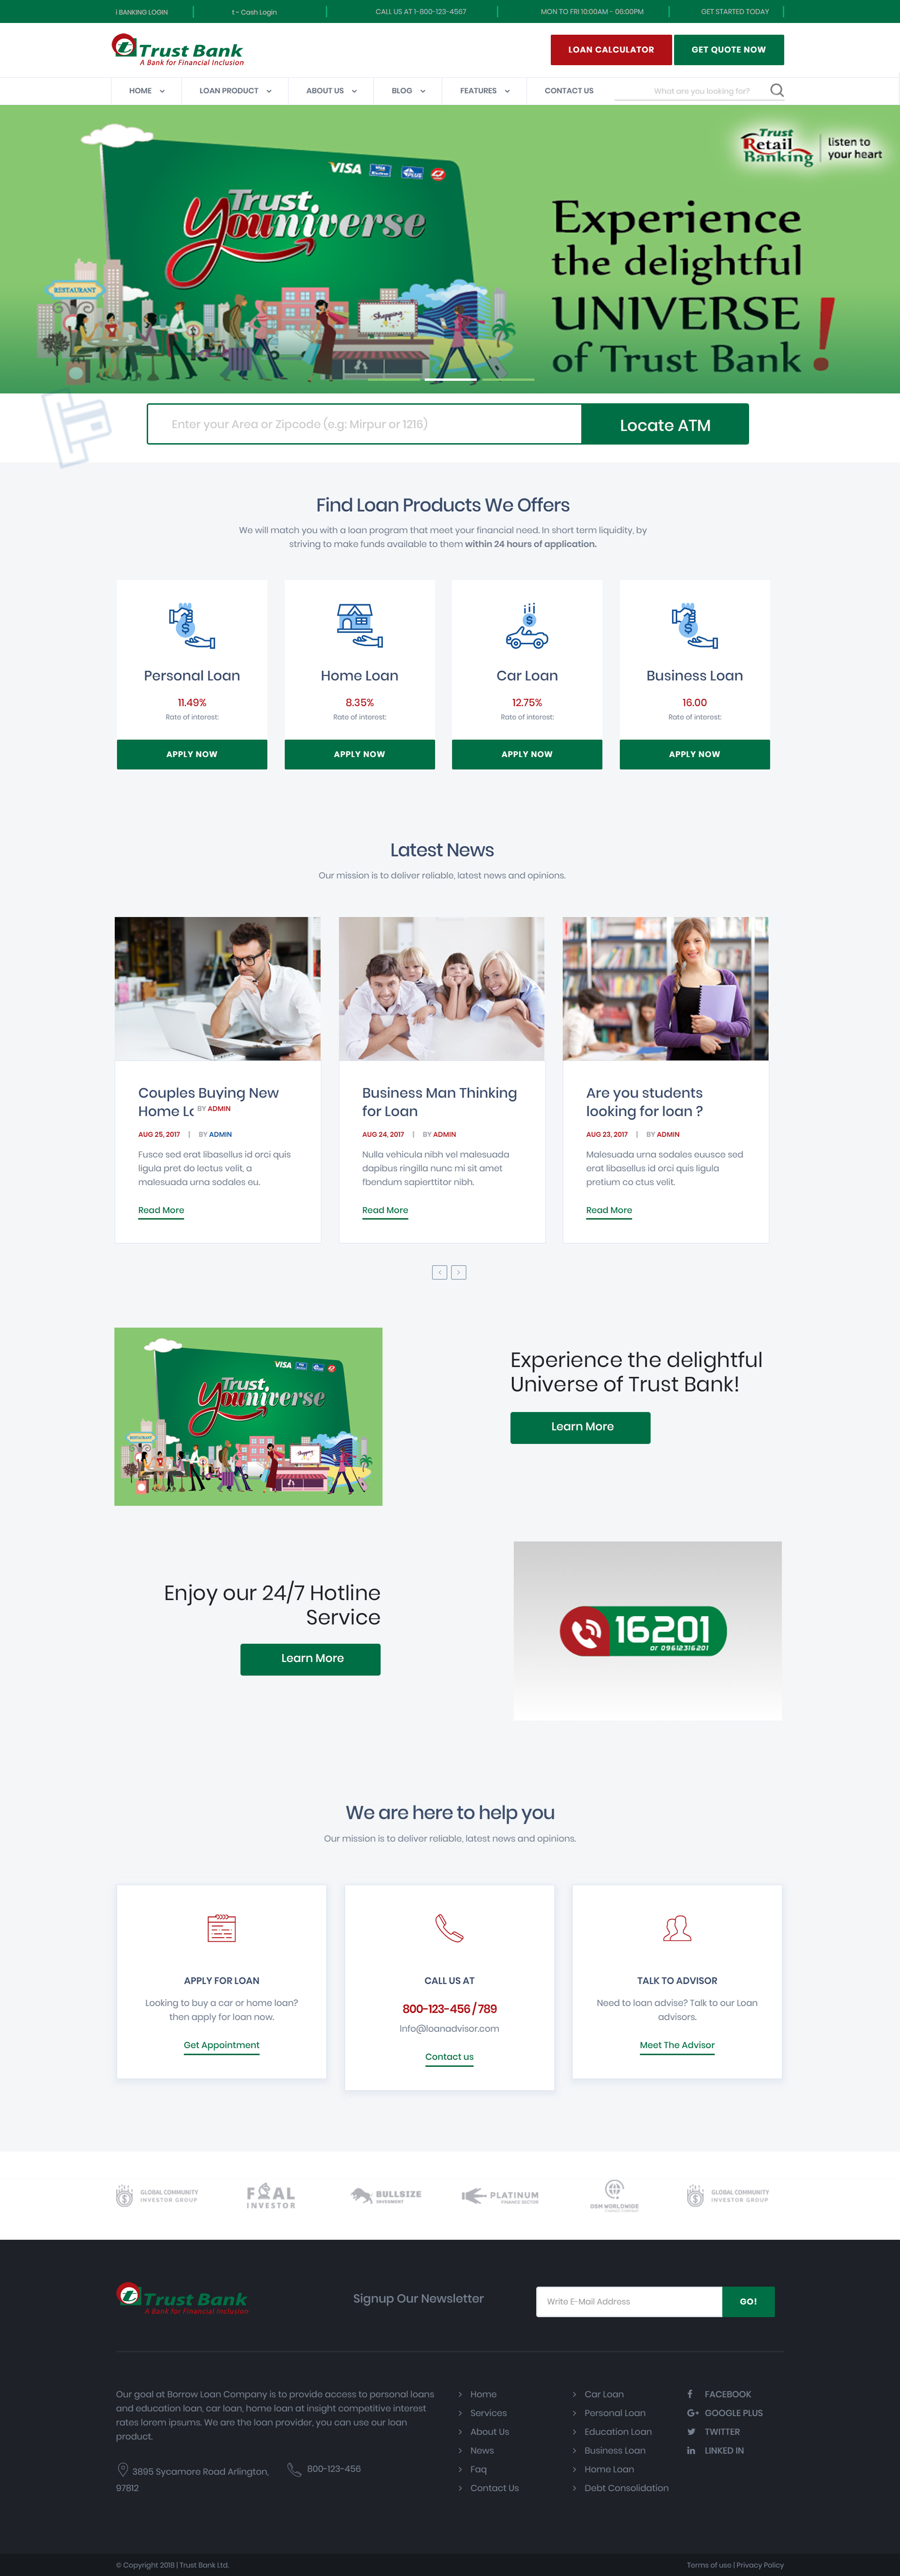 I BANKING LOGIN
t - Cash Login
CALL US AT 1-800-123-4567
MON TO FRI 10:00AM - 06:00PM
GET STARTED TODAY
Trust Bank
A Bank for Financial Inclusion
LOAN CALCULATOR
GET QUOTE NOW
HOME
LOAN PRODUCT
ABOUT US
BLOG
FEATURES
CONTACT US
What are you looking for?
Trust
Retail
Banking
listen to
your heart
VISA
PLUS
Trust
Youniverse
RESTAURANT
Shopping
Experience
the delightful
UNIVERSE
of Trust Bank !
Enter your Area or Zipcode (e.g: Mirpur or 1216)
Locate ATM
Find Loan Products We Offers
We will match you with a loan program that meet your financial need. In short term liquidity, by
striving to make funds available to them within 24 hours of application.
Personal Loan
11.49%
Rate of interest:
APPLY NOW
Home Loan
8.35%
Rate of interest:
APPLY NOW
Car Loan
12.75%
Rate of interest:
APPLY NOW
Business Loan
16.00
Rate of interest:
APPLY NOW
Latest News
Our mission is to deliver reliable, latest news and opinions.
Couples Buying New
Home Lo
BY ADMIN
AUG 25, 2017 | BY ADMIN
Fusce sed erat libasellus id orci quis
ligula pret do lectus velit, a
malesuada urna sodales eu.
Read More
Business Man Thinking
for Loan
AUG 24, 2017 | BY ADMIN
Nulla vehicula nibh vel malesuada
dapibus ringilla nunc mi sit amet
fbendum sapierttitor nibh.
Read More
Are you students
looking for loan ?
AUG 23, 2017 | BY ADMIN
Malesuada urna sodales euusce sed
erat libasellus id orci quis ligula
pretium co ctus velit.
Read More
VISA
PLUS
Trust
Youniverse
RESTAURANT
Shopping
Experience the delightful
Universe of Trust Bank!
Learn More
Enjoy our 24/7 Hotline
Service
Learn More
16201
or 09612316201
We are here to help you
Our mission is to deliver reliable, latest news and opinions.
APPLY FOR LOAN
Looking to buy a car or home loan?
then apply for loan now.
Get Appointment
CALL US AT
800-123-456 / 789
Info@loanadvisor.com
Contact us
TALK TO ADVISOR
Need to loan advise? Talk to our Loan
advisors.
Meet The Advisor
GLOBAL COMMUNITY
INVESTOR GROUP
INVESTOR
BULLSIZE
INVESTMENT
PLATINUM
FINANCE SECTOR
GSM WORLDWIDE
GLOBAL COMMUNITY
INVESTOR GROUP
Trust Bank
A Bank for Financial Inclusion
Signup Our Newsletter
Write E-Mail Address
GO!
Our goal at Borrow Loan Company is to provide access to personal loans
and education loan, car loan, home loan at insight competitive interest
rates lorem ipsums. We are the loan provider, you can use our loan
product.
3895 Sycamore Road Arlington,
97812
800-123-456
Home
Services
About Us
News
Faq
Contact Us
Car Loan
Personal Loan
Education Loan
Business Loan
Home Loan
Debt Consolidation
FACEBOOK
GOOGLE PLUS
TWITTER
LINKED IN
© Copyright 2018 | Trust Bank Ltd.
Terms of use | Privacy Policy